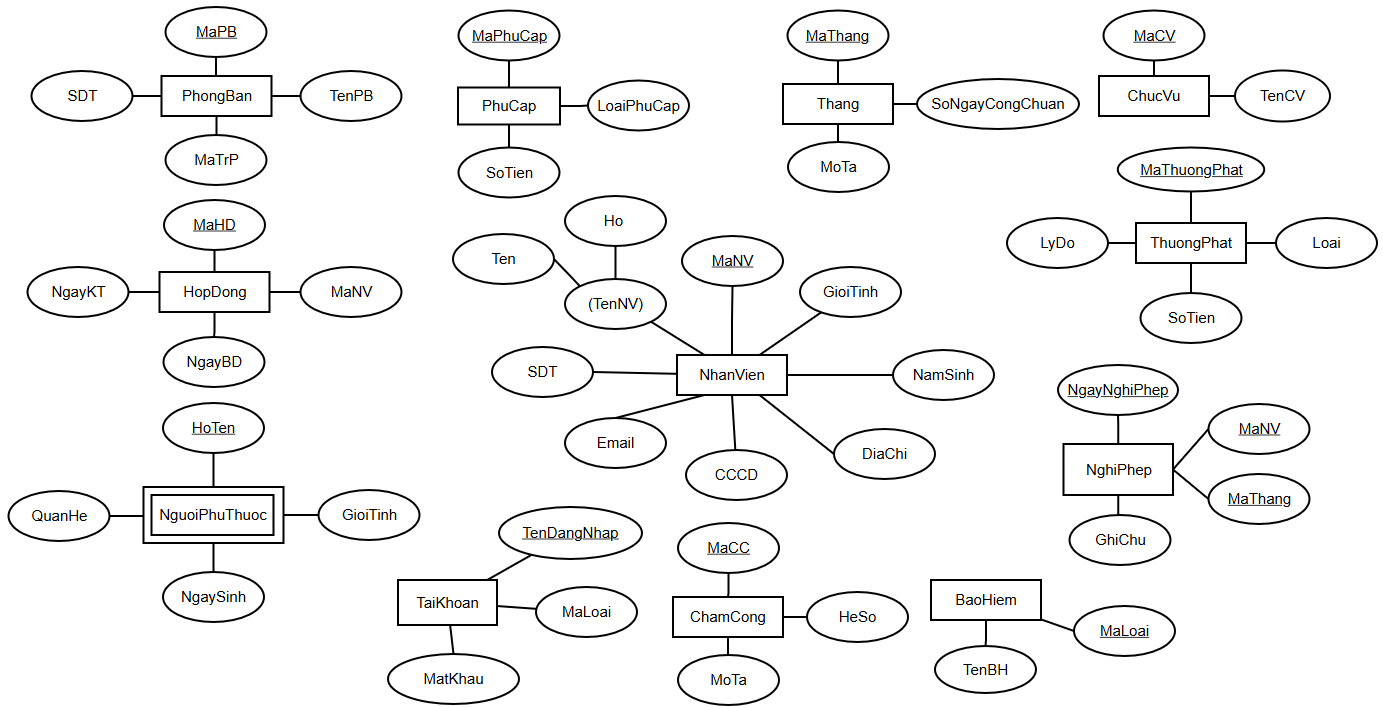 MaPB
SDT
PhongBan
TenPB
MaTrP
MaPhuCap
PhuCap
LoaiPhuCap
SoTien
MaThang
Thang
SoNgayCongChuan
MoTa
MaCV
ChucVu
TenCV
MaThuongPhat
LyDo
ThuongPhat
Loai
SoTien
MaHD
NgayKT
HopDong
MaNV
NgayBD
Ho
Ten
(TenNV)
MaNV
GioiTinh
SDT
NhanVien
NamSinh
Email
CCCD
DiaChi
NgayNghiPhep
MaNV
NghiPhep
MaThang
GhiChu
HoTen
QuanHe
NguoiPhuThuoc
GioiTinh
NgaySinh
TenDangNhap
TaiKhoan
MaLoai
MatKhau
MaCC
ChamCong
HeSo
MoTa
BaoHiem
MaLoai
TenBH